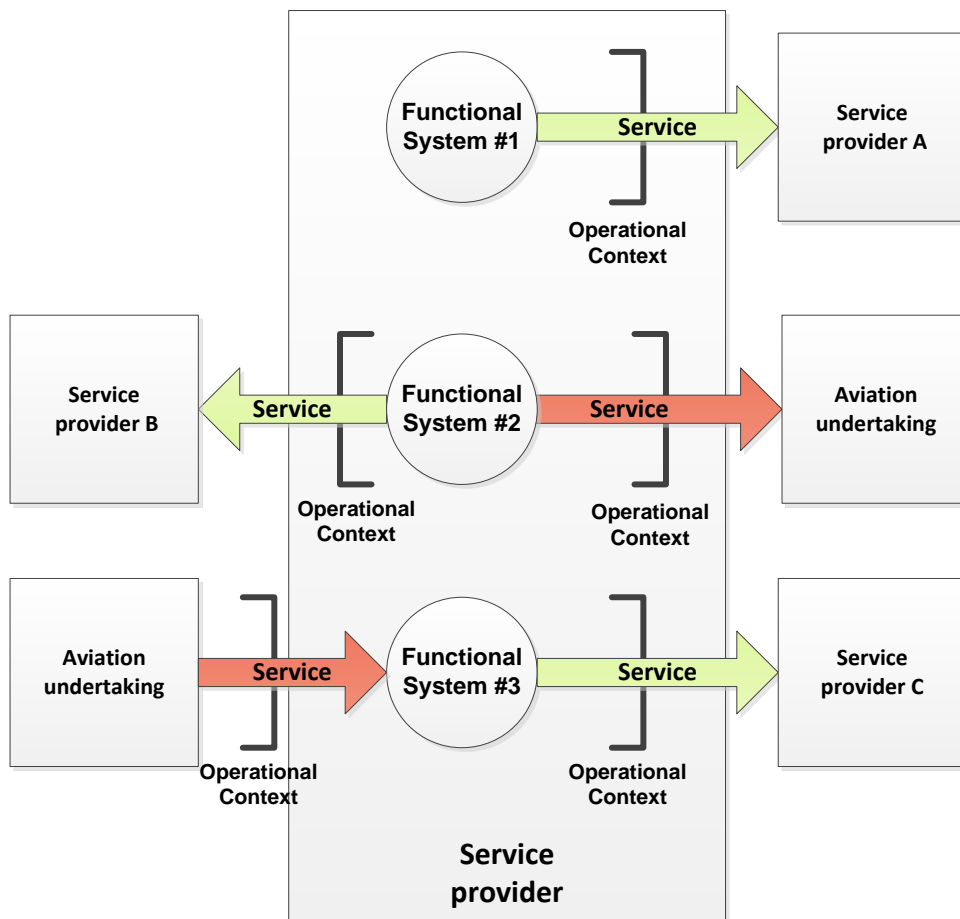 Functional
System #1
Service
Service
provider A
Operational
Context
Service
provider B
Service
Functional
System #2
Service
Aviation
undertaking
Operational
Context
Operational
Context
Aviation
undertaking
Service
Functional
System #3
Service
Service
provider C
Operational
Context
Operational
Context
Service
provider